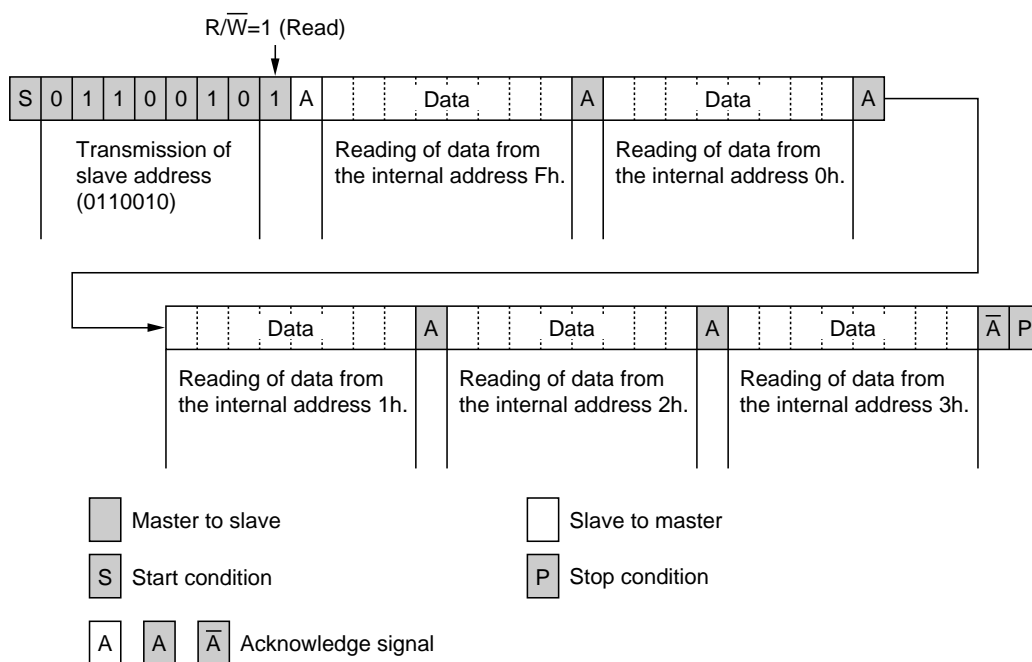 R/W̅=1 (Read)
S 0 1 1 0 0 1 0 1 A Data A Data A
Transmission of
slave address
(0110010)
Reading of data from
the internal address Fh.
Reading of data from
the internal address 0h.
Data A Data A Data A̅ P
Reading of data from
the internal address 1h.
Reading of data from
the internal address 2h.
Reading of data from
the internal address 3h.
Master to slave
Slave to master
S Start condition
P Stop condition
A A A̅ Acknowledge signal